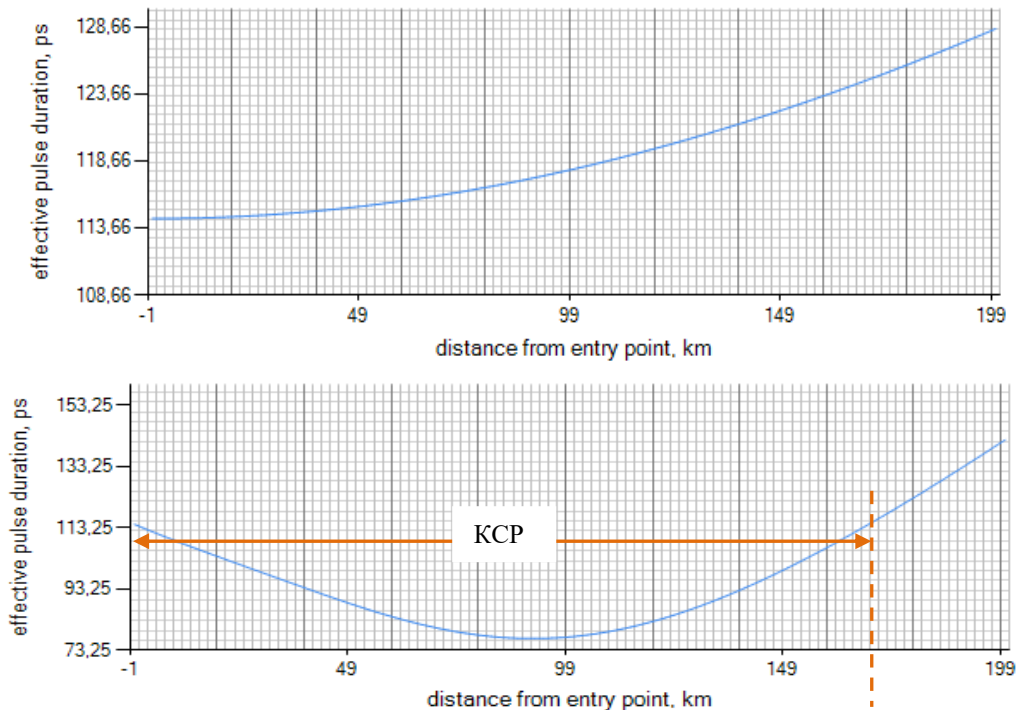 effective pulse duration, ps
128.66
123.66
118.66
113.66
108.66
-1 49 99 149 199
distance from entry point, km
effective pulse duration, ps
153,25
133,25
113,25
93,25
73,25
КСР
-1 49 99 149 199
distance from entry point, km